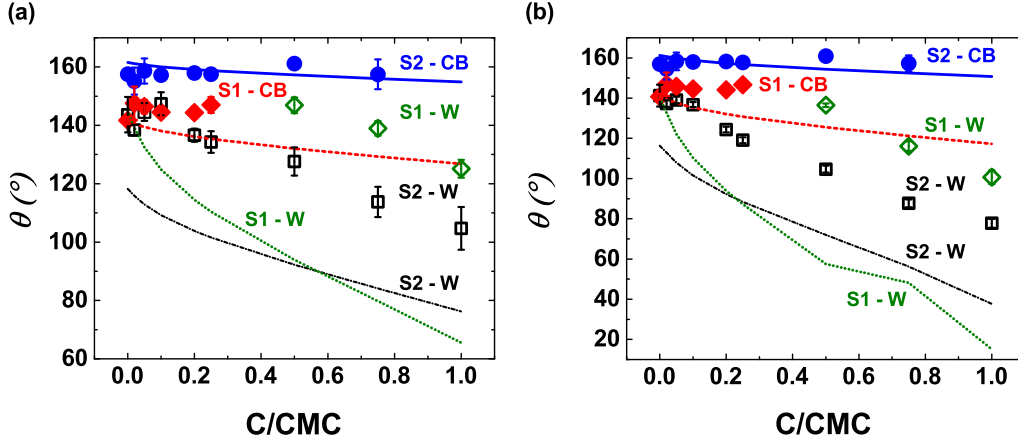 (a)
(b)
160
140
120
100
80
60
θ (°)
S2 - CB
S1 - CB
S1 - W
S2 - W
S1 - W
S2 - W
0.0 0.2 0.4 0.6 0.8 1.0
C/CMC
160
140
120
100
80
60
40
20
θ (°)
S2 - CB
S1 - CB
S1 - W
S2 - W
S2 - W
S1 - W
0.0 0.2 0.4 0.6 0.8 1.0
C/CMC